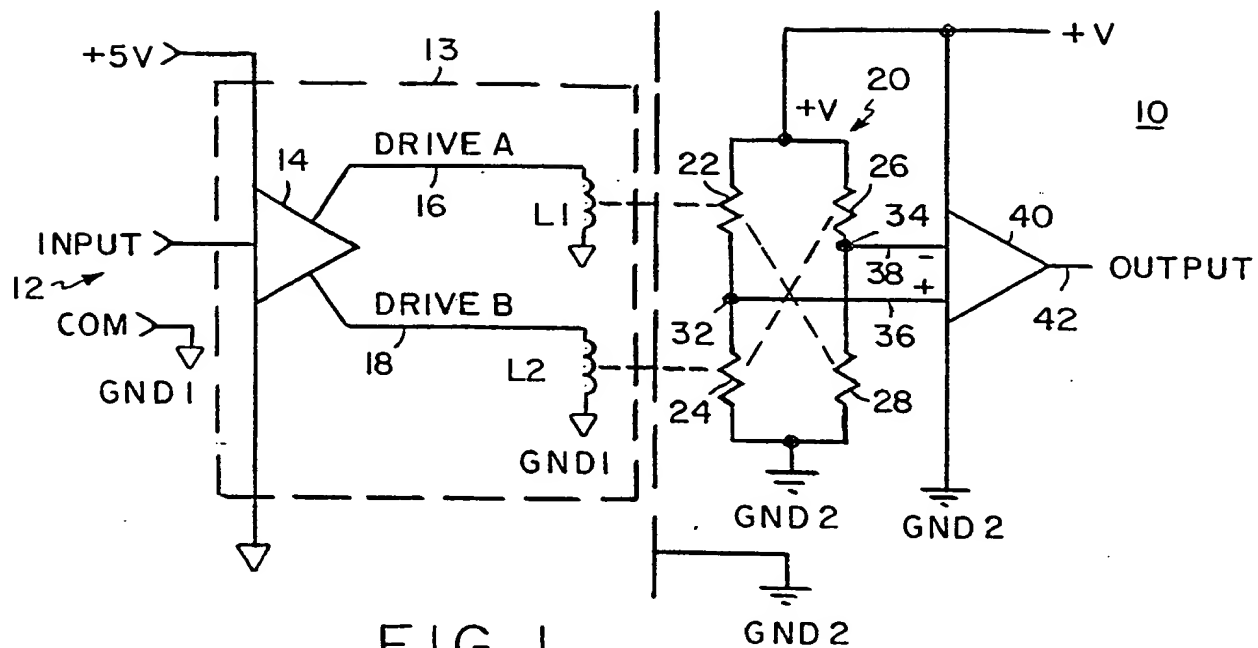 +5V
13
+V
+V
20
10
DRIVE A
14
16
22
26
L1
34
40
INPUT
38
-
OUTPUT
12
+
DRIVE B
32
36
42
COM
18
L2
24
28
GND1
GND1
GND2
GND2
FIG. 1
GND2